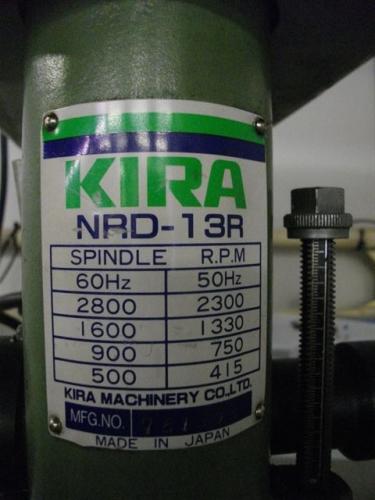 KIRA
NRD-13R
SPINDLE R.P.M
60Hz 50Hz
2800 2300
1600 1330
900 750
500 415
KIRA MACHINERY CO.,LTD.
MFG.NO.
MADE IN JAPAN